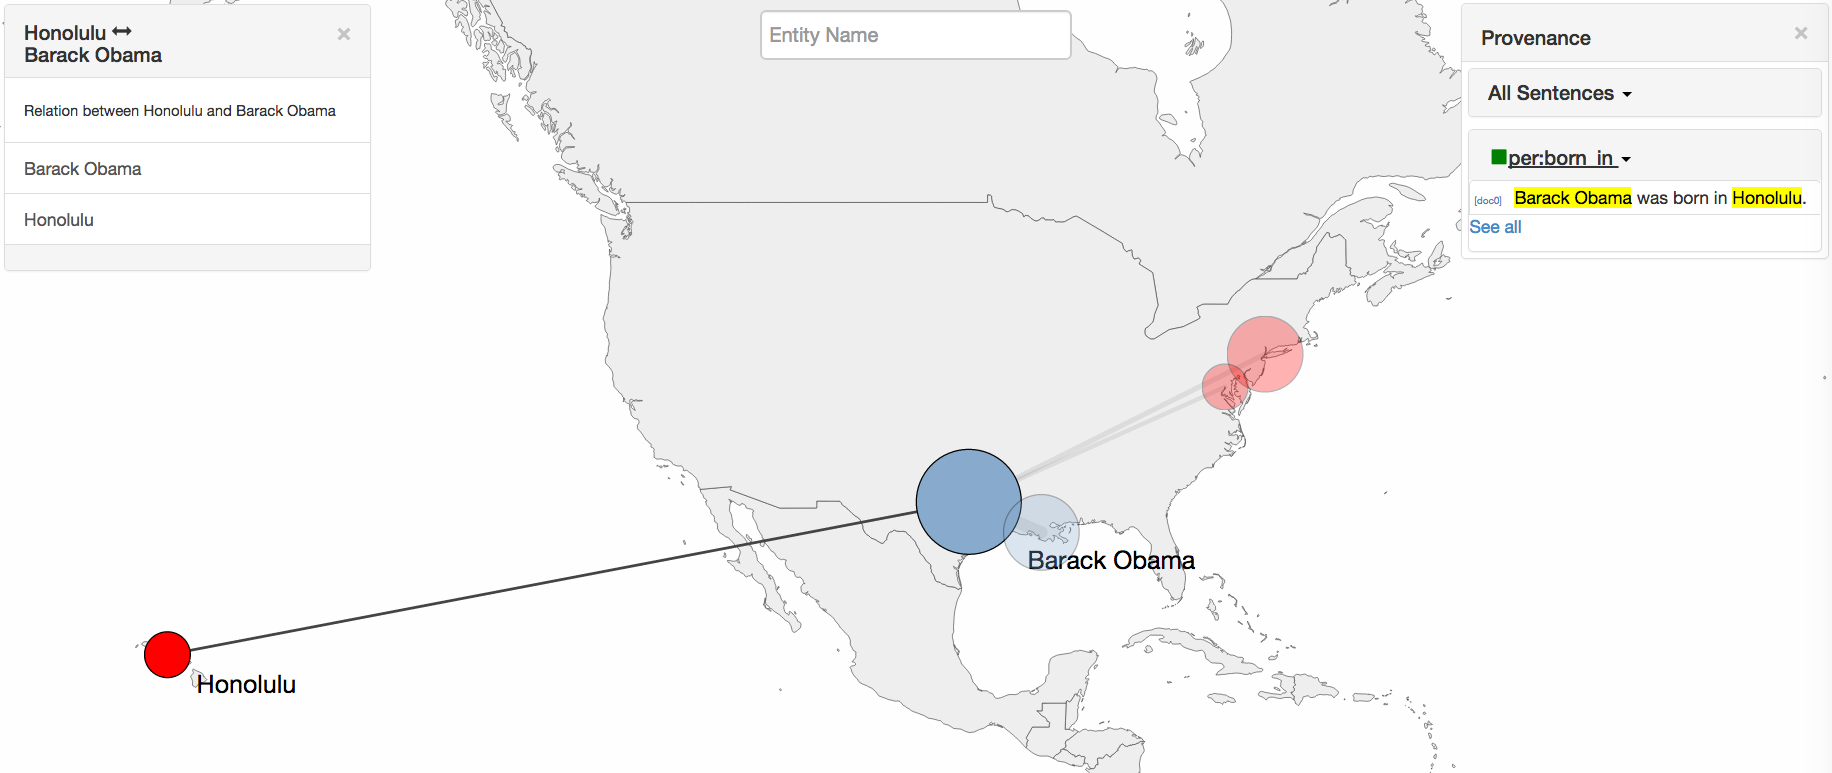 Honolulu ↔
Barack Obama
×
Relation between Honolulu and Barack Obama
Barack Obama
Honolulu
Entity Name
Provenance
×
All Sentences
per:born_in
[doc0] Barack Obama was born in Honolulu.
See all
Barack Obama
Honolulu